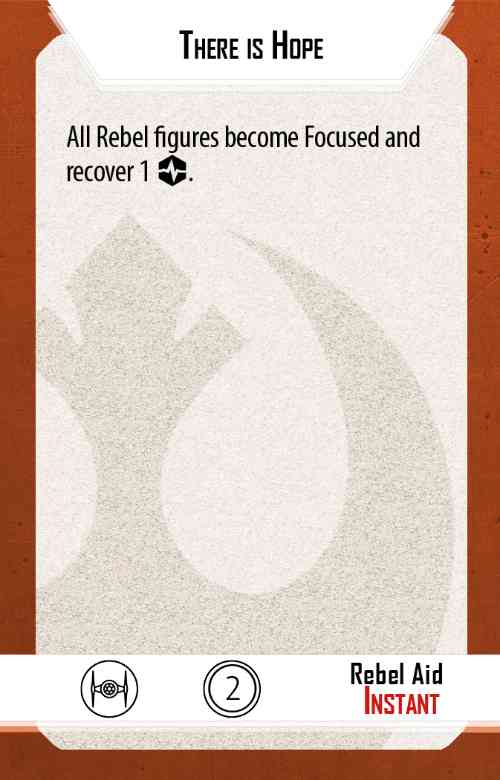 There is Hope
All Rebel figures become Focused and
recover 1 .
2
Rebel Aid
Instant